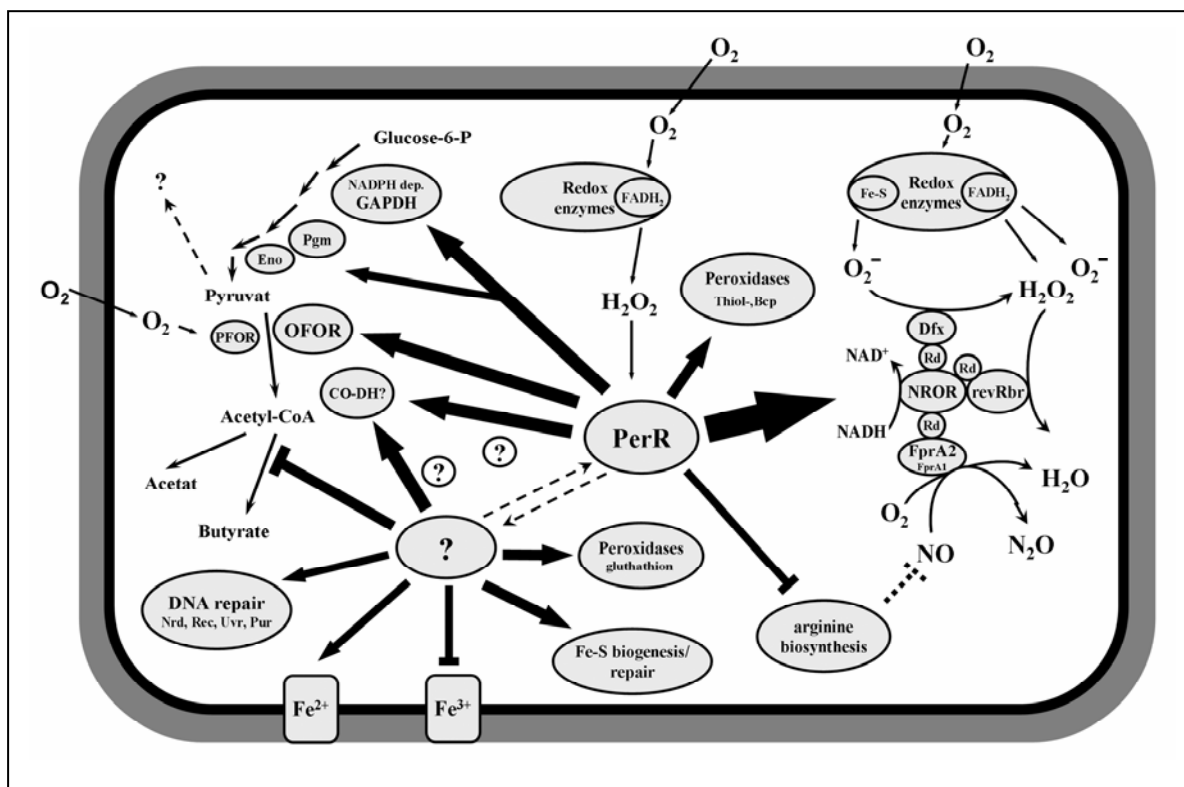 O₂
O₂
O₂
O₂
Glucose-6-P
?
NADPH dep.
GAPDH
Redox
enzymes
FADH₂
Fe-S
Redox
enzymes
FADH₂
Pgm
Eno
O₂⁻
O₂⁻
Peroxidases
Thiol-,Bcp
H₂O₂
H₂O₂
O₂
Pyruvat
O₂
PFOR
OFOR
Dfx
NAD⁺
Rd
Rd
CO-DH?
NROR
revRbr
Acetyl-CoA
PerR
NADH
Rd
?
FprA2
FprA1
?
Acetat
H₂O
O₂
Butyrate
?
Peroxidases
gluthathion
NO
N₂O
DNA repair
Nrd, Rec, Uvr, Pur
arginine
biosynthesis
Fe-S biogenesis/
repair
Fe²⁺
Fe³⁺